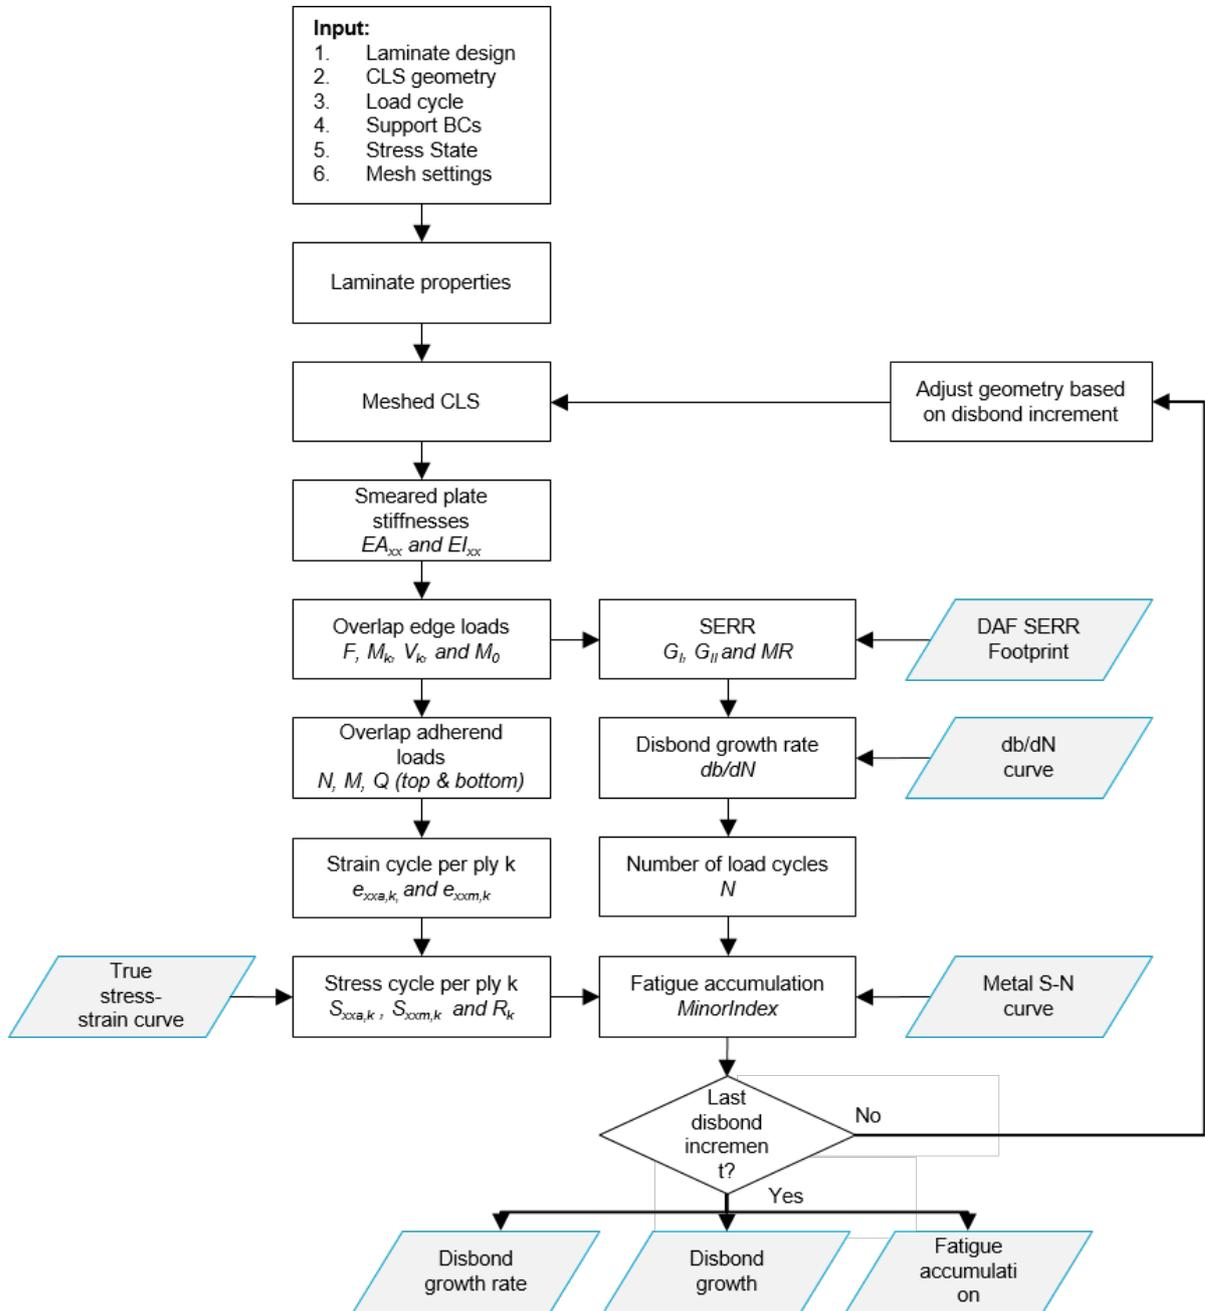 Input:
1. Laminate design
2. CLS geometry
3. Load cycle
4. Support BCs
5. Stress State
6. Mesh settings
Laminate properties
Meshed CLS
Adjust geometry based
on disbond increment
Smeared plate
stiffnesses
EAxx and EIxx
Overlap edge loads
F, Mk, Vk, and M0
SERR
GI, GII and MR
DAF SERR
Footprint
Overlap adherend
loads
N, M, Q (top & bottom)
Disbond growth rate
db/dN
db/dN
curve
Strain cycle per ply k
exxa,k, and exxm,k
Number of load cycles
N
True
stress-
strain curve
Stress cycle per ply k
Sxxa,k , Sxxm,k and Rk
Fatigue accumulation
MinorIndex
Metal S-N
curve
Last
disbond
incremen
t?
No
Yes
Disbond
growth rate
Disbond
growth
Fatigue
accumulati
on